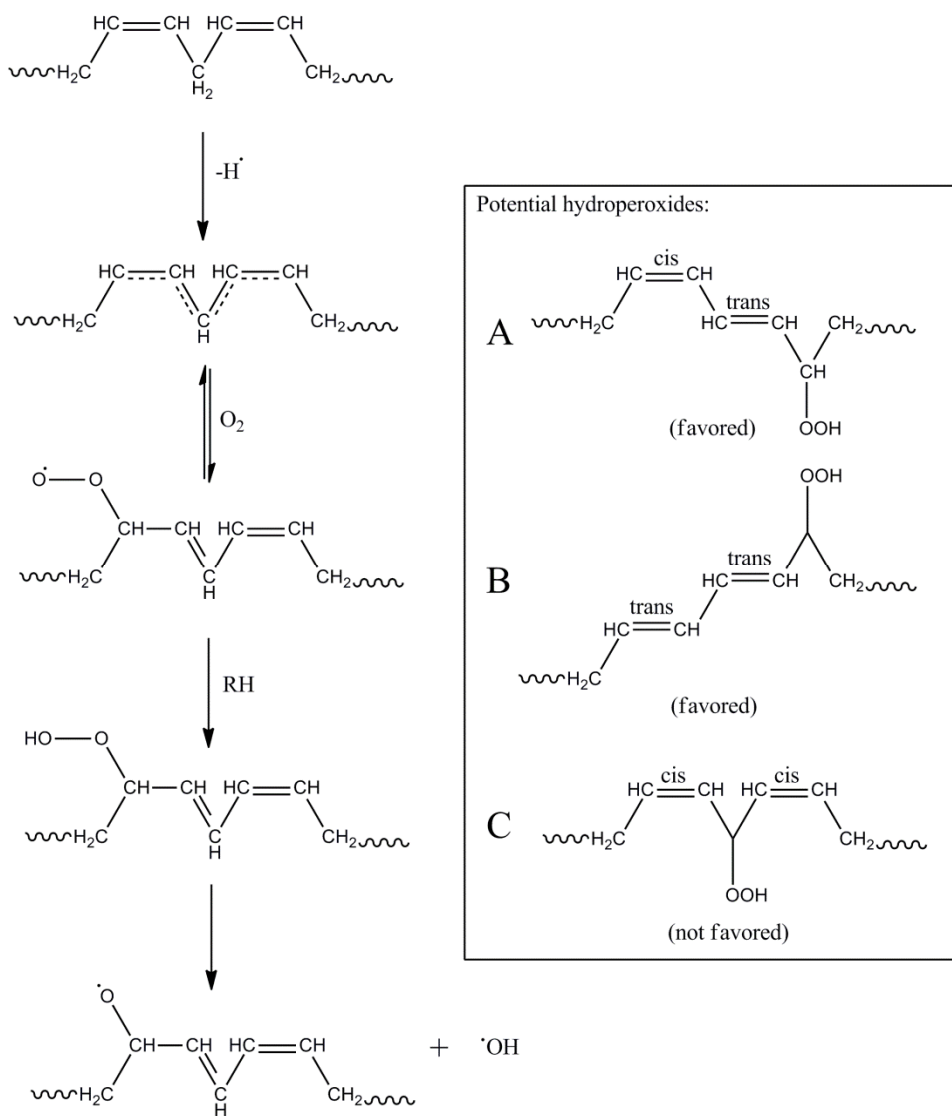 HC CH HC CH
H₂C C CH₂
H₂
-H•
HC CH HC CH
H₂C C CH₂
H
O₂
O• O
CH CH HC CH
H₂C C CH₂
H
RH
HO O
CH CH HC CH
H₂C C CH₂
H
•O
CH CH HC CH + •OH
H₂C C CH₂
H
Potential hydroperoxides:
cis
HC CH
trans
A H₂C HC CH CH₂
CH
(favored) OOH
OOH
trans
B HC CH CH₂
trans
HC CH
H₂C
(favored)
cis cis
HC CH HC CH
C H₂C CH₂
OOH
(not favored)